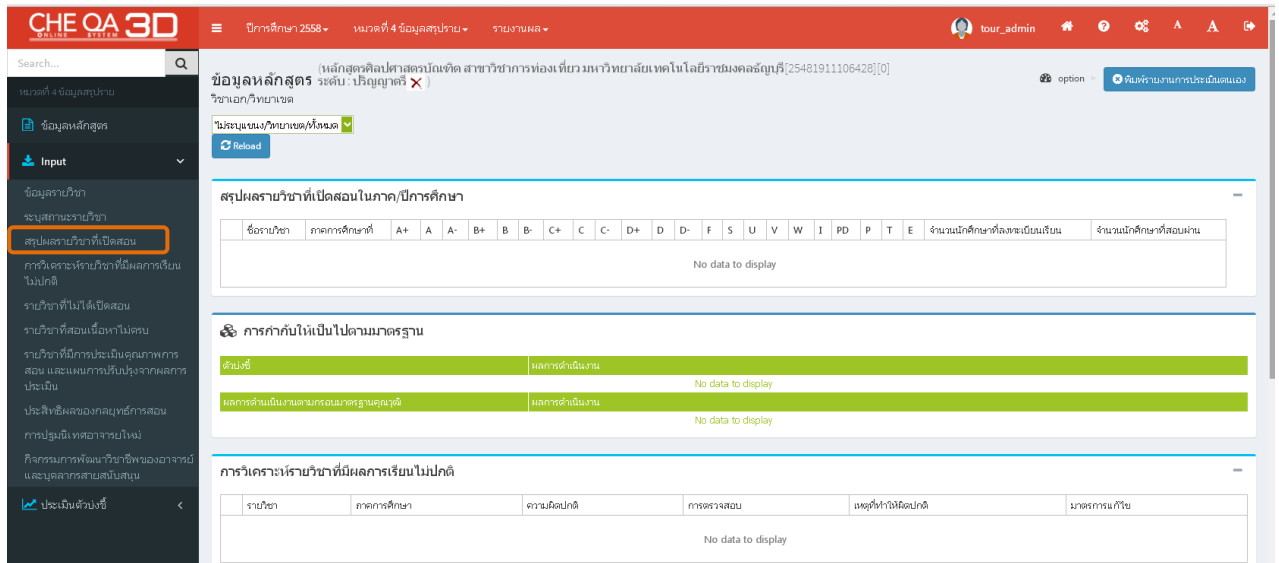 CHE QA 3D
ONLINE SYSTEM
ปีการศึกษา 2558
หมวดที่ 4 ข้อมูลสรุปราย
รายงานผล
tour_admin
A
A
Search...
หมวดที่ 4 ข้อมูลสรุปราย
ข้อมูลหลักสูตร
Input
ข้อมูลรายวิชา
ระบุสถานะรายวิชา
สรุปผลรายวิชาที่เปิดสอน
การวิเคราะห์รายวิชาที่มีผลการเรียน
ไม่ปกติ
รายวิชาที่ไม่ได้เปิดสอน
รายวิชาที่สอนเนื้อหาไม่ครบ
รายวิชาที่มีการประเมินคุณภาพการ
สอน และแผนการปรับปรุงจากผลการ
ประเมิน
ประสิทธิผลของกลยุทธ์การสอน
การปฐมนิเทศอาจารย์ใหม่
กิจกรรมการพัฒนาวิชาชีพของอาจารย์
และบุคลากรสายสนับสนุน
ประเมินตัวบ่งชี้
ข้อมูลหลักสูตร (หลักสูตรศิลปศาสตรบัณฑิต สาขาวิชาการท่องเที่ยว มหาวิทยาลัยเทคโนโลยีราชมงคลธัญบุรี[25481911106428][0]
ระดับ : ปริญญาตรี )
วิชาเอก/วิทยาเขต
option
พิมพ์รายงานการประเมินตนเอง
ไม่ระบุแขนง/วิทยาเขต/ทั้งหมด
Reload
สรุปผลรายวิชาที่เปิดสอนในภาค/ปีการศึกษา
ชื่อรายวิชา ภาคการศึกษาที่ A+ A A- B+ B B- C+ C C- D+ D D- F S U V W I PD P T E จำนวนนักศึกษาที่ลงทะเบียนเรียน จำนวนนักศึกษาที่สอบผ่าน
No data to display
การกำกับให้เป็นไปตามมาตรฐาน
ตัวบ่งชี้ ผลการดำเนินงาน
No data to display
ผลการดำเนินงานตามกรอบมาตรฐานคุณวุฒิ ผลการดำเนินงาน
No data to display
การวิเคราะห์รายวิชาที่มีผลการเรียนไม่ปกติ
รายวิชา ภาคการศึกษา ความผิดปกติ การตรวจสอบ เหตุที่ทำให้ผิดปกติ มาตรการแก้ไข
No data to display